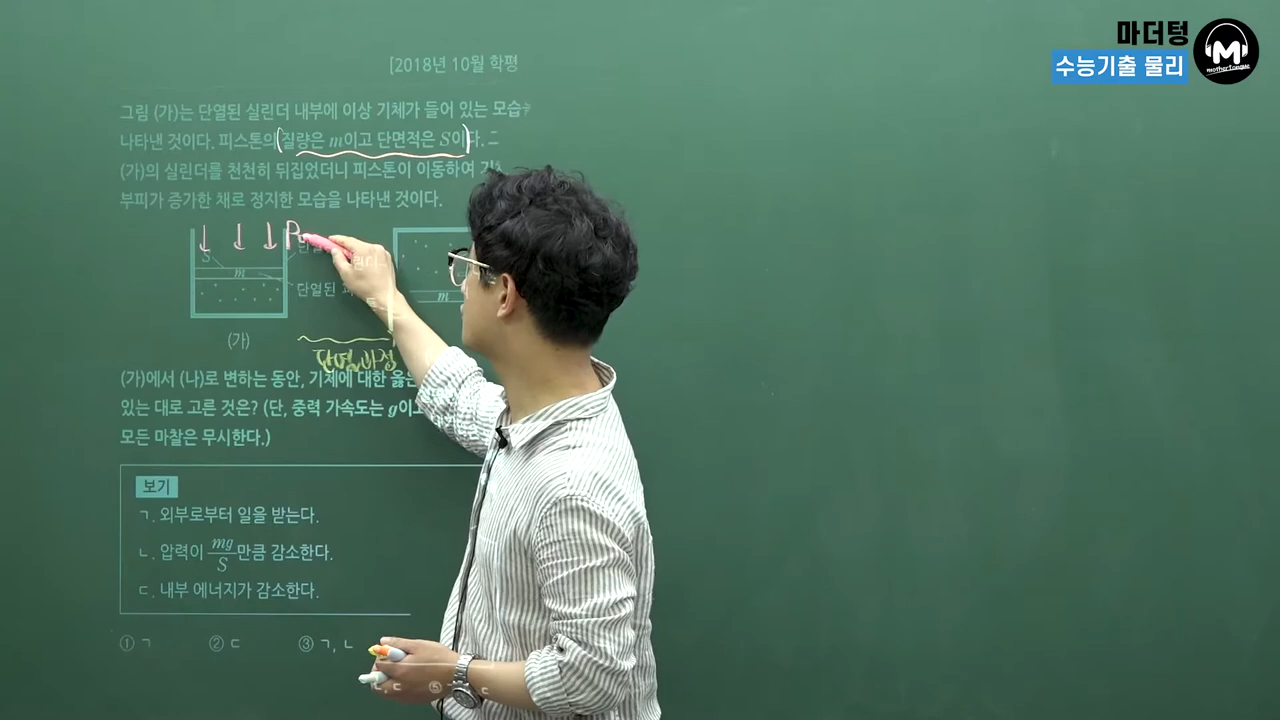 마더텅
수능기출 물리
M
mothertongue
[2018년 10월 학평
그림 (가)는 단열된 실린더 내부에 이상 기체가 들어 있는 모습
나타낸 것이다. 피스톤의 (질량은 m이고 단면적은 S이)다.
(가)의 실린더를 천천히 뒤집었더니 피스톤이 이동하여
부피가 증가한 채로 정지한 모습을 나타낸 것이다.
S
m
단열된
m
(가)
(가)에서 (나)로 변하는 동안, 기체에 대한 옳은
있는 대로 고른 것은? (단, 중력 가속도는 g이고
모든 마찰은 무시한다.)
보기
ㄱ. 외부로부터 일을 받는다.
ㄴ. 압력이 mg/S만큼 감소한다.
ㄷ. 내부 에너지가 감소한다.
① ㄱ ② ㄷ ③ ㄱ, ㄴ
ㄷ ⑤ ㄷ